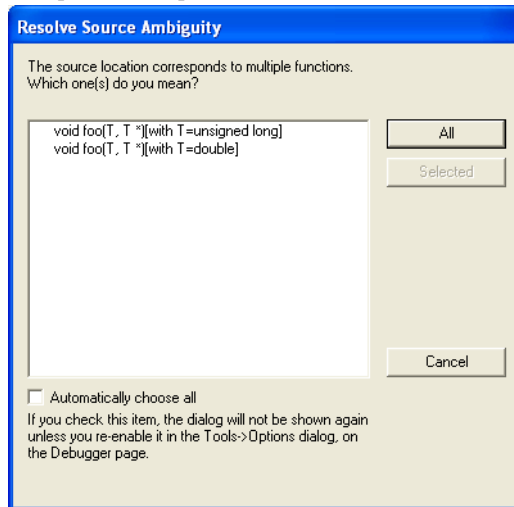 Resolve Source Ambiguity
The source location corresponds to multiple functions.
Which one(s) do you mean?
void foo(T, T *)[with T=unsigned long]
void foo(T, T *)[with T=double]
All
Selected
Cancel
Automatically choose all
If you check this item, the dialog will not be shown again
unless you re-enable it in the Tools->Options dialog, on
the Debugger page.